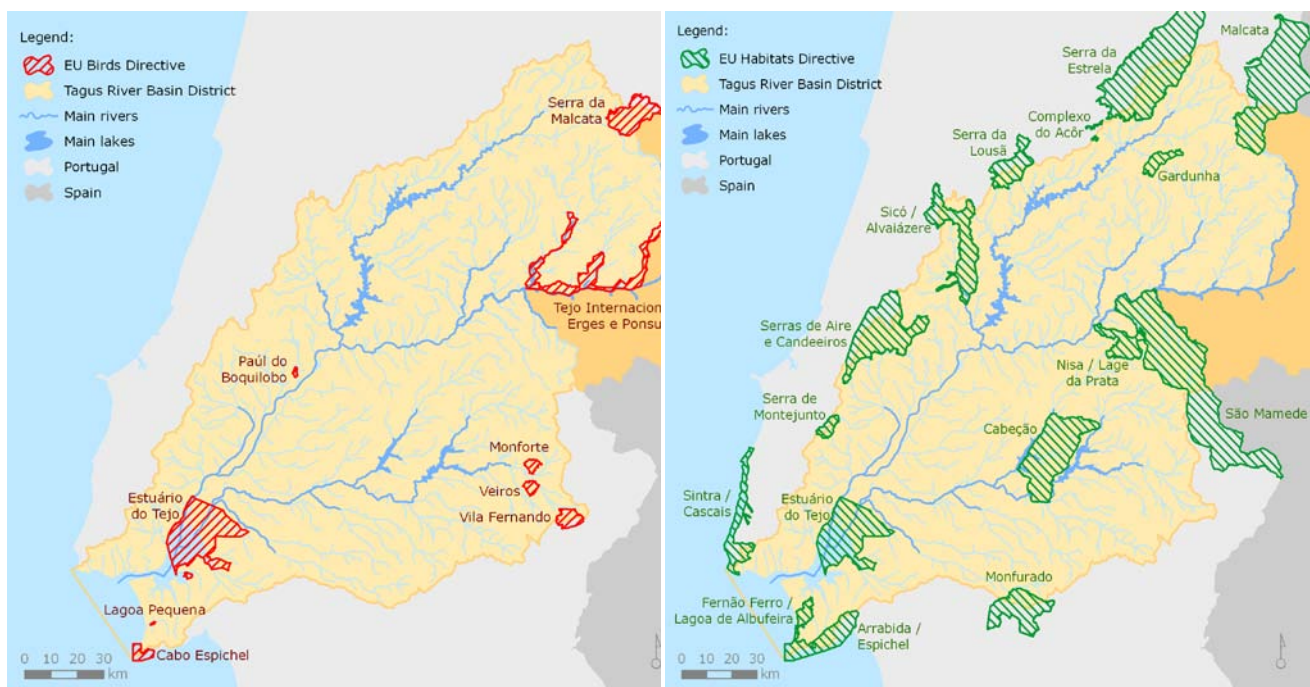 Legend:
EU Birds Directive
Tagus River Basin District
Main rivers
Main lakes
Portugal
Spain
Serra da
Malcata
Tejo Internacion
Erges e Ponsu
Paúl do
Boquilobo
Monforte
Veiros
Vila Fernando
Estuário
do Tejo
Lagoa Pequena
Cabo Espichel
0 10 20 30
km
Legend:
EU Habitats Directive
Tagus River Basin District
Main rivers
Main lakes
Portugal
Spain
Malcata
Serra da
Estrela
Complexo
do Acôr
Serra da
Lousã
Gardunha
Sicó /
Alvaiázere
Serras de Aire
e Candeeiros
Nisa / Lage
da Prata
São Mamede
Serra de
Montejunto
Cabeção
Sintra /
Cascais
Estuário
do Tejo
Monfurado
Fernão Ferro /
Lagoa de Albufeira
Arrabida /
Espichel
0 10 20 30
km